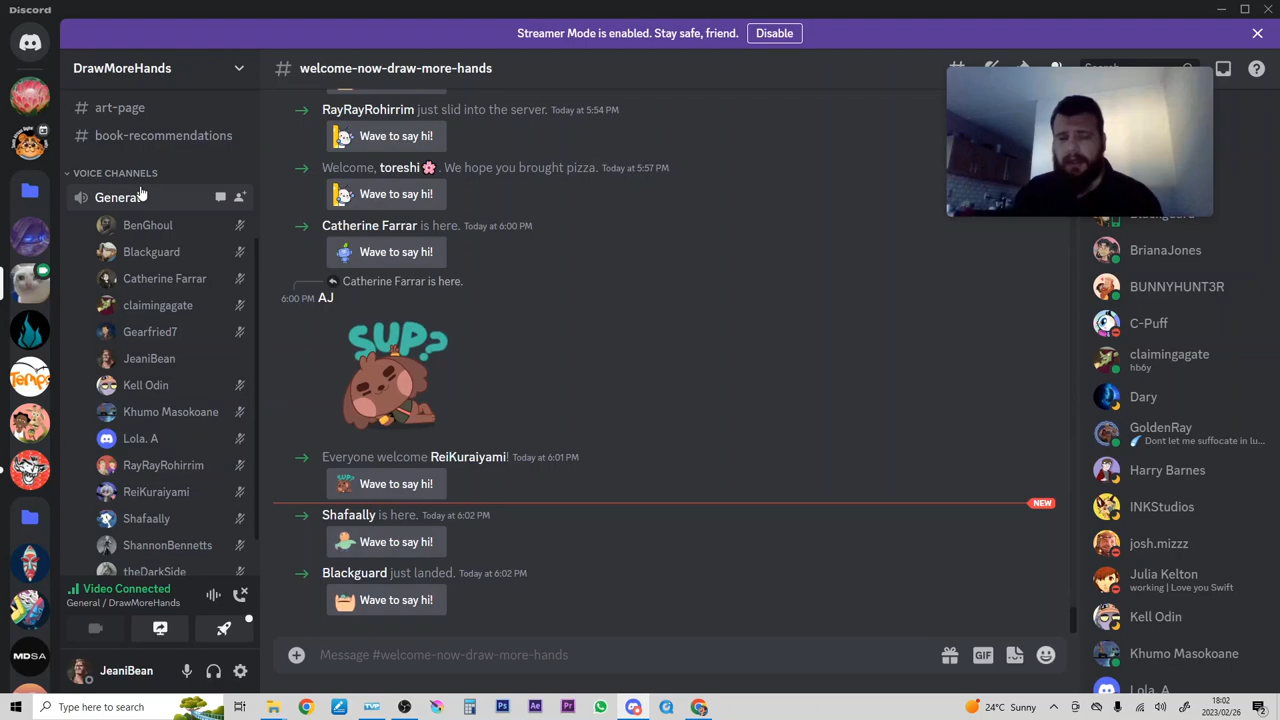 Discord
Streamer Mode is enabled. Stay safe, friend.
Disable
DrawMoreHands
art-page
book-recommendations
VOICE CHANNELS
General
BenGhoul
Blackguard
Catherine Farrar
claimingagate
Gearfried7
JeaniBean
Kell Odin
Khumo Masokoane
Lola. A
RayRayRohirrim
ReiKuraiyami
Shafaally
ShannonBennetts
theDarkSide
Video Connected
General / DrawMoreHands
JeaniBean
# welcome-now-draw-more-hands
RayRayRohirrim just slid into the server. Today at 5:54 PM
Wave to say hi!
Welcome, toreshi🌸. We hope you brought pizza. Today at 5:57 PM
Wave to say hi!
Catherine Farrar is here. Today at 6:00 PM
Wave to say hi!
Catherine Farrar is here.
6:00 PM AJ
SUP?
Everyone welcome ReiKuraiyami! Today at 6:01 PM
Wave to say hi!
NEW
Shafaally is here. Today at 6:02 PM
Wave to say hi!
Blackguard just landed. Today at 6:02 PM
Wave to say hi!
Message #welcome-now-draw-more-hands
GIF
BrianaJones
BUNNYHUNT3R
C-Puff
claimingagate
hb6y
Dary
GoldenRay
Dont let me suffocate in lu...
Harry Barnes
INKStudios
josh.mizzz
Julia Kelton
working | Love you Swift
Kell Odin
Khumo Masokoane
Lola. A
MDSA
Type here to search
TVP
Ps
Ae
Pr
24°C Sunny
18:02
2023/02/26